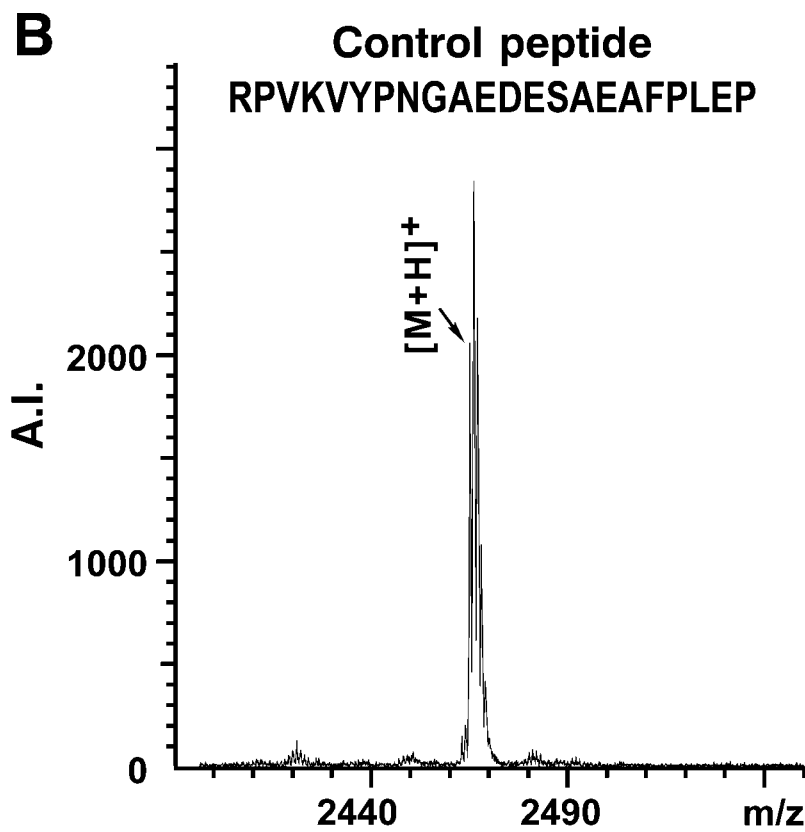 B
Control peptide
RPVKVYPNGAEDESAEAFPLEP
[M+H]+
A.I.
2000
1000
0
2440
2490
m/z